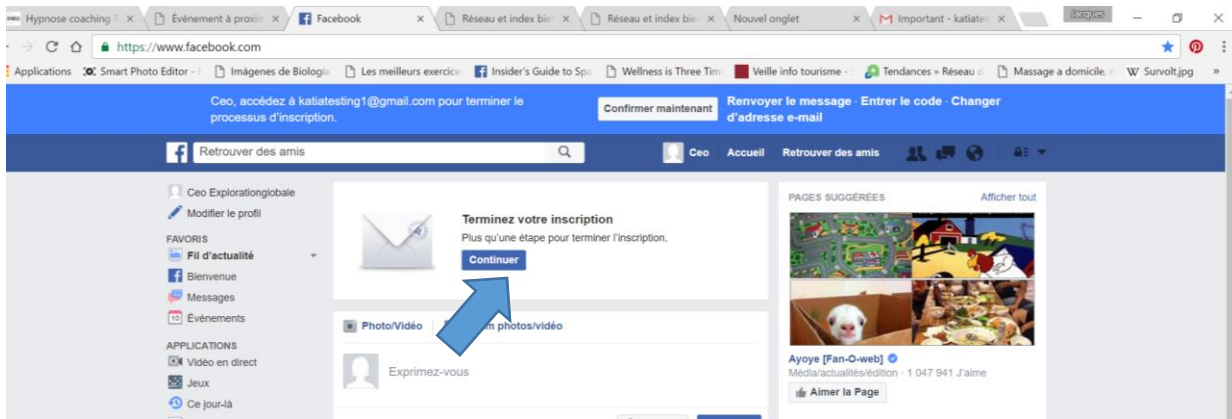 Hypnose coaching
Événement à proxi
Facebook
Réseau et index bie
Réseau et index bie
Nouvel onglet
Important - katiates
Jacques
https://www.facebook.com
Applications
Smart Photo Editor -
Imágenes de Biología
Les meilleurs exercice
Insider's Guide to Spa
Wellness is Three Tim
Veille info tourisme -
Tendances » Réseau d
Massage a domicile,
Survolt.jpg
»
Ceo, accédez à katiatesting1@gmail.com pour terminer le
processus d'inscription.
Confirmer maintenant
Renvoyer le message · Entrer le code · Changer
d'adresse e-mail
Retrouver des amis
Ceo
Accueil
Retrouver des amis
Ceo Explorationglobale
Modifier le profil
FAVORIS
Fil d'actualité
Bienvenue
Messages
10
Évènements
APPLICATIONS
Vidéo en direct
Jeux
Ce jour-là
Terminez votre inscription
Plus qu'une étape pour terminer l'inscription.
Continuer
Photo/Vidéo
photos/vidéo
Exprimez-vous
PAGES SUGGÉRÉES
Afficher tout
Ayoye [Fan-O-web]
Média/actualités/édition · 1 047 941 J'aime
Aimer la Page